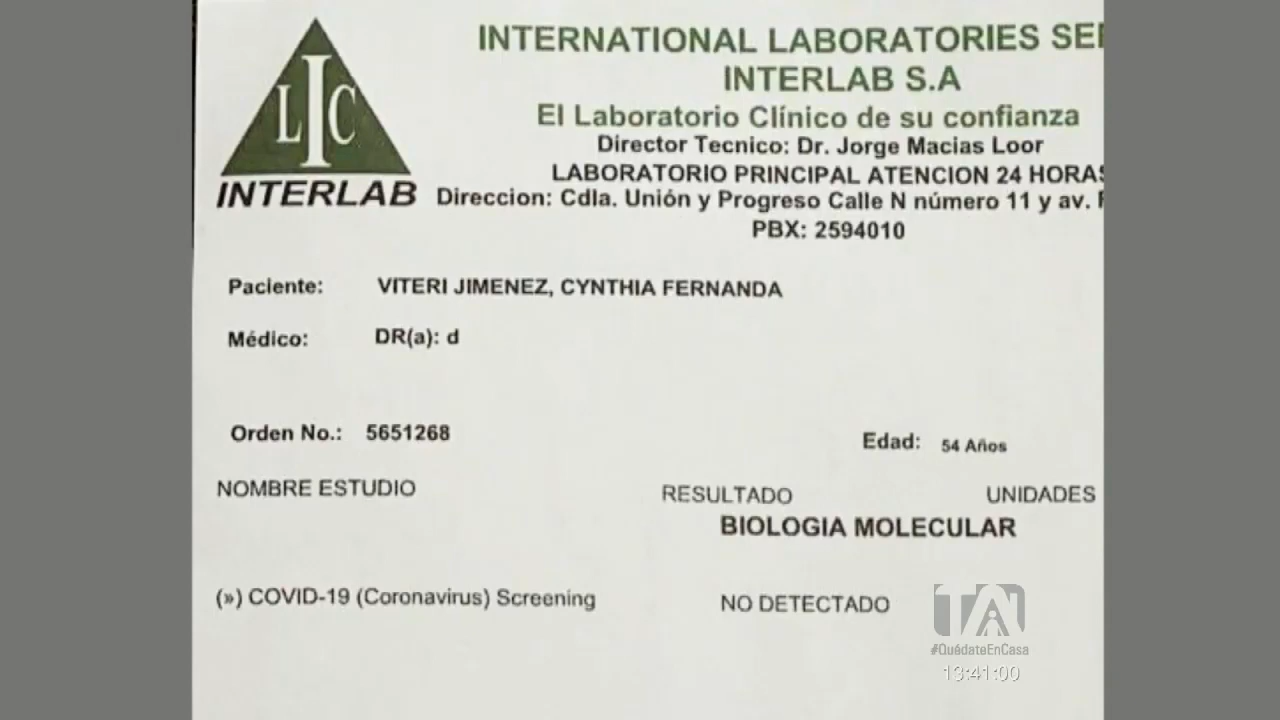 LIC
INTERLAB
INTERNATIONAL LABORATORIES SE
INTERLAB S.A
El Laboratorio Clínico de su confianza
Director Tecnico: Dr. Jorge Macias Loor
LABORATORIO PRINCIPAL ATENCION 24 HORAS
Direccion: Cdla. Unión y Progreso Calle N número 11 y av.
PBX: 2594010
Paciente: VITERI JIMENEZ, CYNTHIA FERNANDA
Médico: DR(a): d
Orden No.: 5651268 Edad: 54 Años
NOMBRE ESTUDIO RESULTADO UNIDADES
BIOLOGIA MOLECULAR
(») COVID-19 (Coronavirus) Screening NO DETECTADO
TA
#QuédateEnCasa
13:41:00